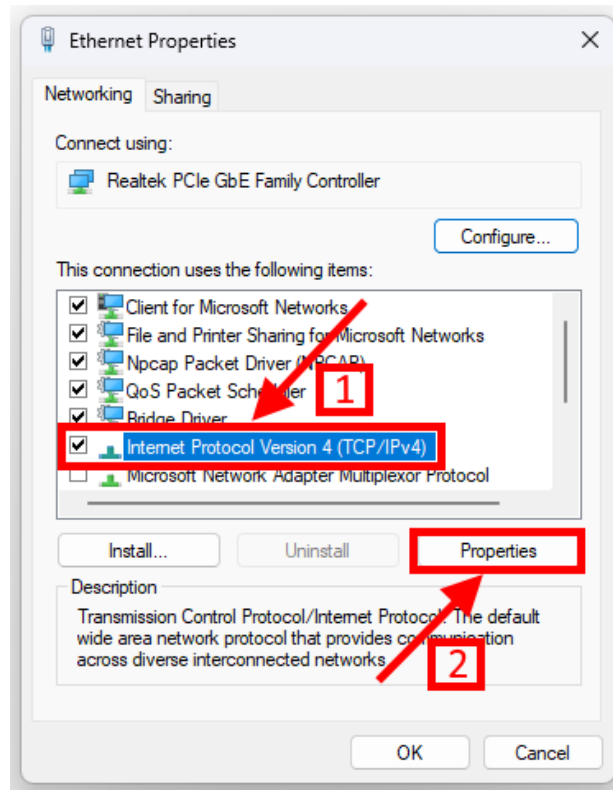 Ethernet Properties
Networking Sharing
Connect using:
Realtek PCIe GbE Family Controller
Configure...
This connection uses the following items:
Client for Microsoft Networks
File and Printer Sharing for Microsoft Networks
Npcap Packet Driver (NPCAP)
QoS Packet Scheduler
1
Bridge Driver
Internet Protocol Version 4 (TCP/IPv4)
Microsoft Network Adapter Multiplexor Protocol
Install... Uninstall Properties
Description
Transmission Control Protocol/Internet Protocol. The default
wide area network protocol that provides communication
across diverse interconnected networks.
2
OK Cancel